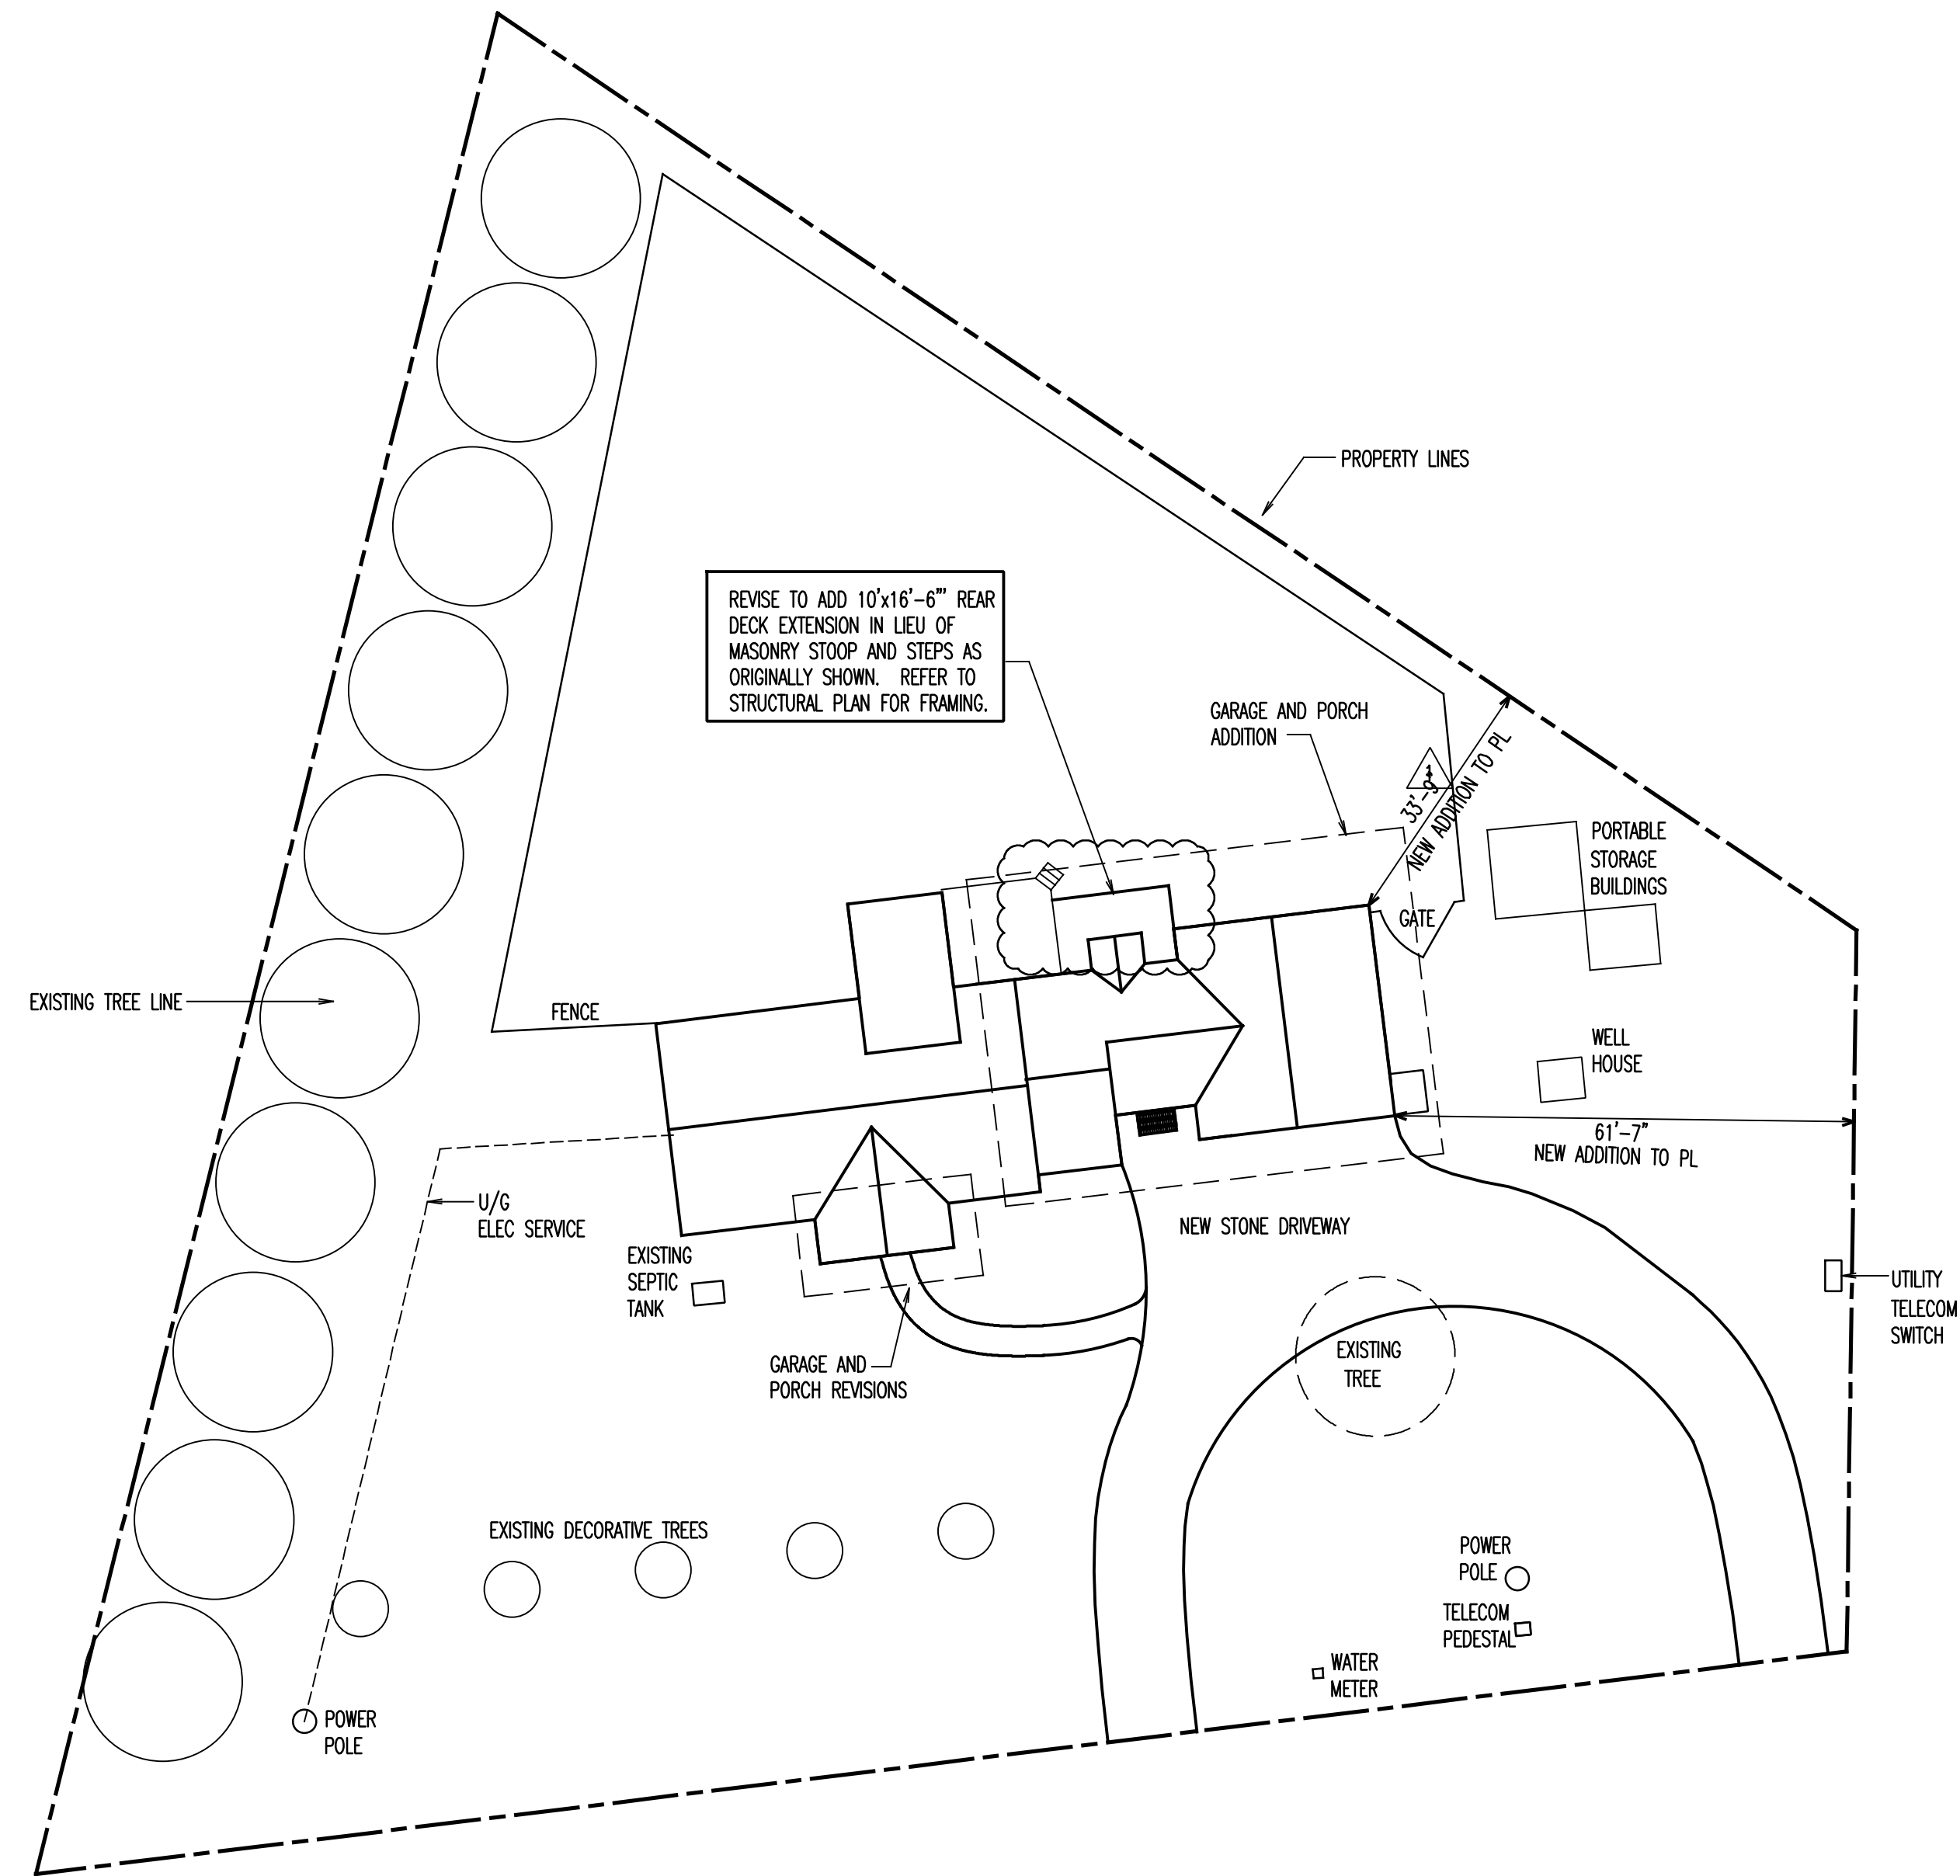 PROPERTY LINES
REVISE TO ADD 10'x16'-6"' REAR
DECK EXTENSION IN LIEU OF
MASONRY STOOP AND STEPS AS
ORIGINALLY SHOWN. REFER TO
STRUCTURAL PLAN FOR FRAMING.
GARAGE AND PORCH
ADDITION
1
33'-9"
NEW ADDITION TO PL
PORTABLE
STORAGE
BUILDINGS
GATE
EXISTING TREE LINE
FENCE
WELL
HOUSE
61'-7"
NEW ADDITION TO PL
U/G
ELEC SERVICE
NEW STONE DRIVEWAY
EXISTING
SEPTIC
TANK
UTILITY
TELECOM
SWITCH
GARAGE AND
PORCH REVISIONS
EXISTING
TREE
EXISTING DECORATIVE TREES
POWER
POLE
TELECOM
PEDESTAL
WATER
METER
POWER
POLE